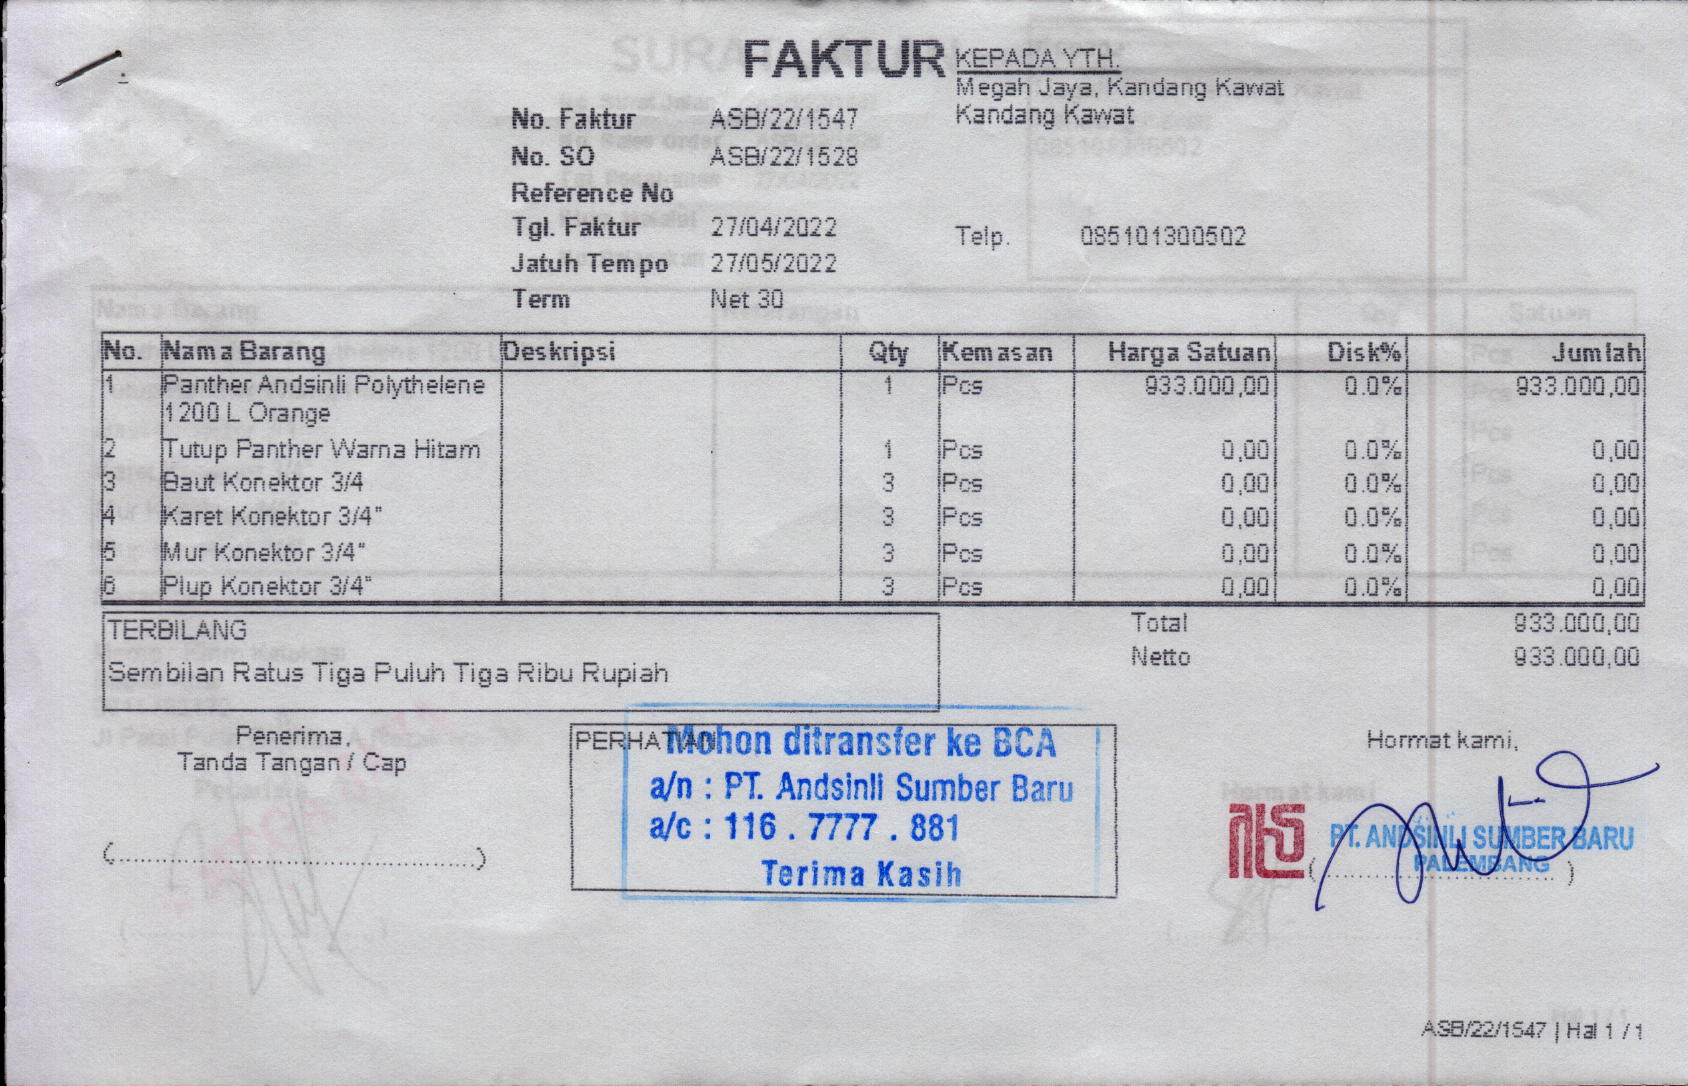 FAKTUR
KEPADA YTH.
Megah Jaya, Kandang Kawat
Kandang Kawat
No. Faktur ASB/22/1547
No. SO ASB/22/1528
Reference No
Tgl. Faktur 27/04/2022
Telp. 085101300502
Jatuh Tempo 27/05/2022
Term Net 30
No. Nama Barang Deskripsi Qty Kemasan Harga Satuan Disk% Jumlah
1 Panther Andsinli Polythelene 1 Pcs 933.000,00 0.0% 933.000,00
1200 L Orange
2 Tutup Panther Warna Hitam 1 Pcs 0,00 0.0% 0,00
3 Baut Konektor 3/4 3 Pcs 0,00 0.0% 0,00
4 Karet Konektor 3/4" 3 Pcs 0,00 0.0% 0,00
5 Mur Konektor 3/4" 3 Pcs 0,00 0.0% 0,00
6 Plup Konektor 3/4" 3 Pcs 0,00 0.0% 0,00
TERBILANG
Sembilan Ratus Tiga Puluh Tiga Ribu Rupiah
Total 933.000,00
Netto 933.000,00
Penerima,
Tanda Tangan / Cap
(..................................................)
PERHATIAN
Mohon ditransfer ke BCA
a/n : PT. Andsinli Sumber Baru
a/c : 116 . 7777 . 881
Terima Kasih
Hormat kami,
PT. ANDSINLI SUMBER BARU
PALEMBANG
(................................)
ASB/22/1547 | Hal 1 / 1